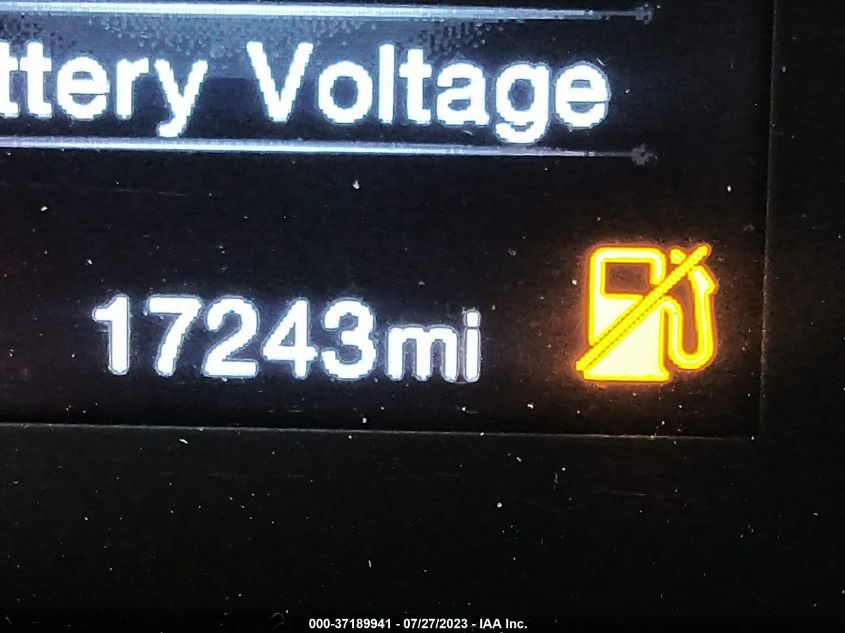 ttery Voltage
17243mi
000-37189941 - 07/27/2023 - IAA Inc.